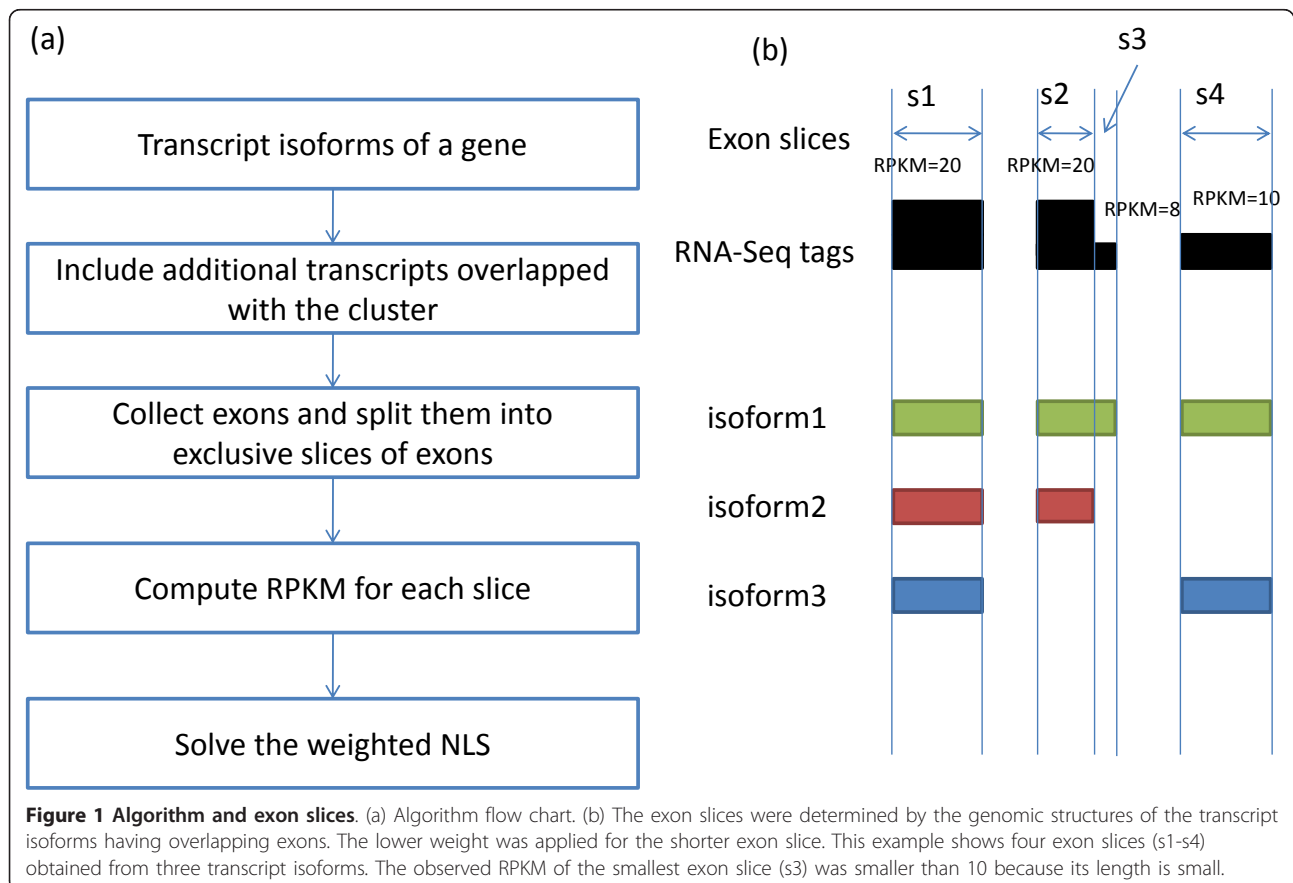 (a)
Transcript isoforms of a gene
Include additional transcripts overlapped
with the cluster
Collect exons and split them into
exclusive slices of exons
Compute RPKM for each slice
Solve the weighted NLS
(b)
s3
s1
s2
s4
Exon slices
RPKM=20
RPKM=20
RPKM=8
RPKM=10
RNA-Seq tags
isoform1
isoform2
isoform3
Figure 1 Algorithm and exon slices. (a) Algorithm flow chart. (b) The exon slices were determined by the genomic structures of the transcript
isoforms having overlapping exons. The lower weight was applied for the shorter exon slice. This example shows four exon slices (s1-s4)
obtained from three transcript isoforms. The observed RPKM of the smallest exon slice (s3) was smaller than 10 because its length is small.